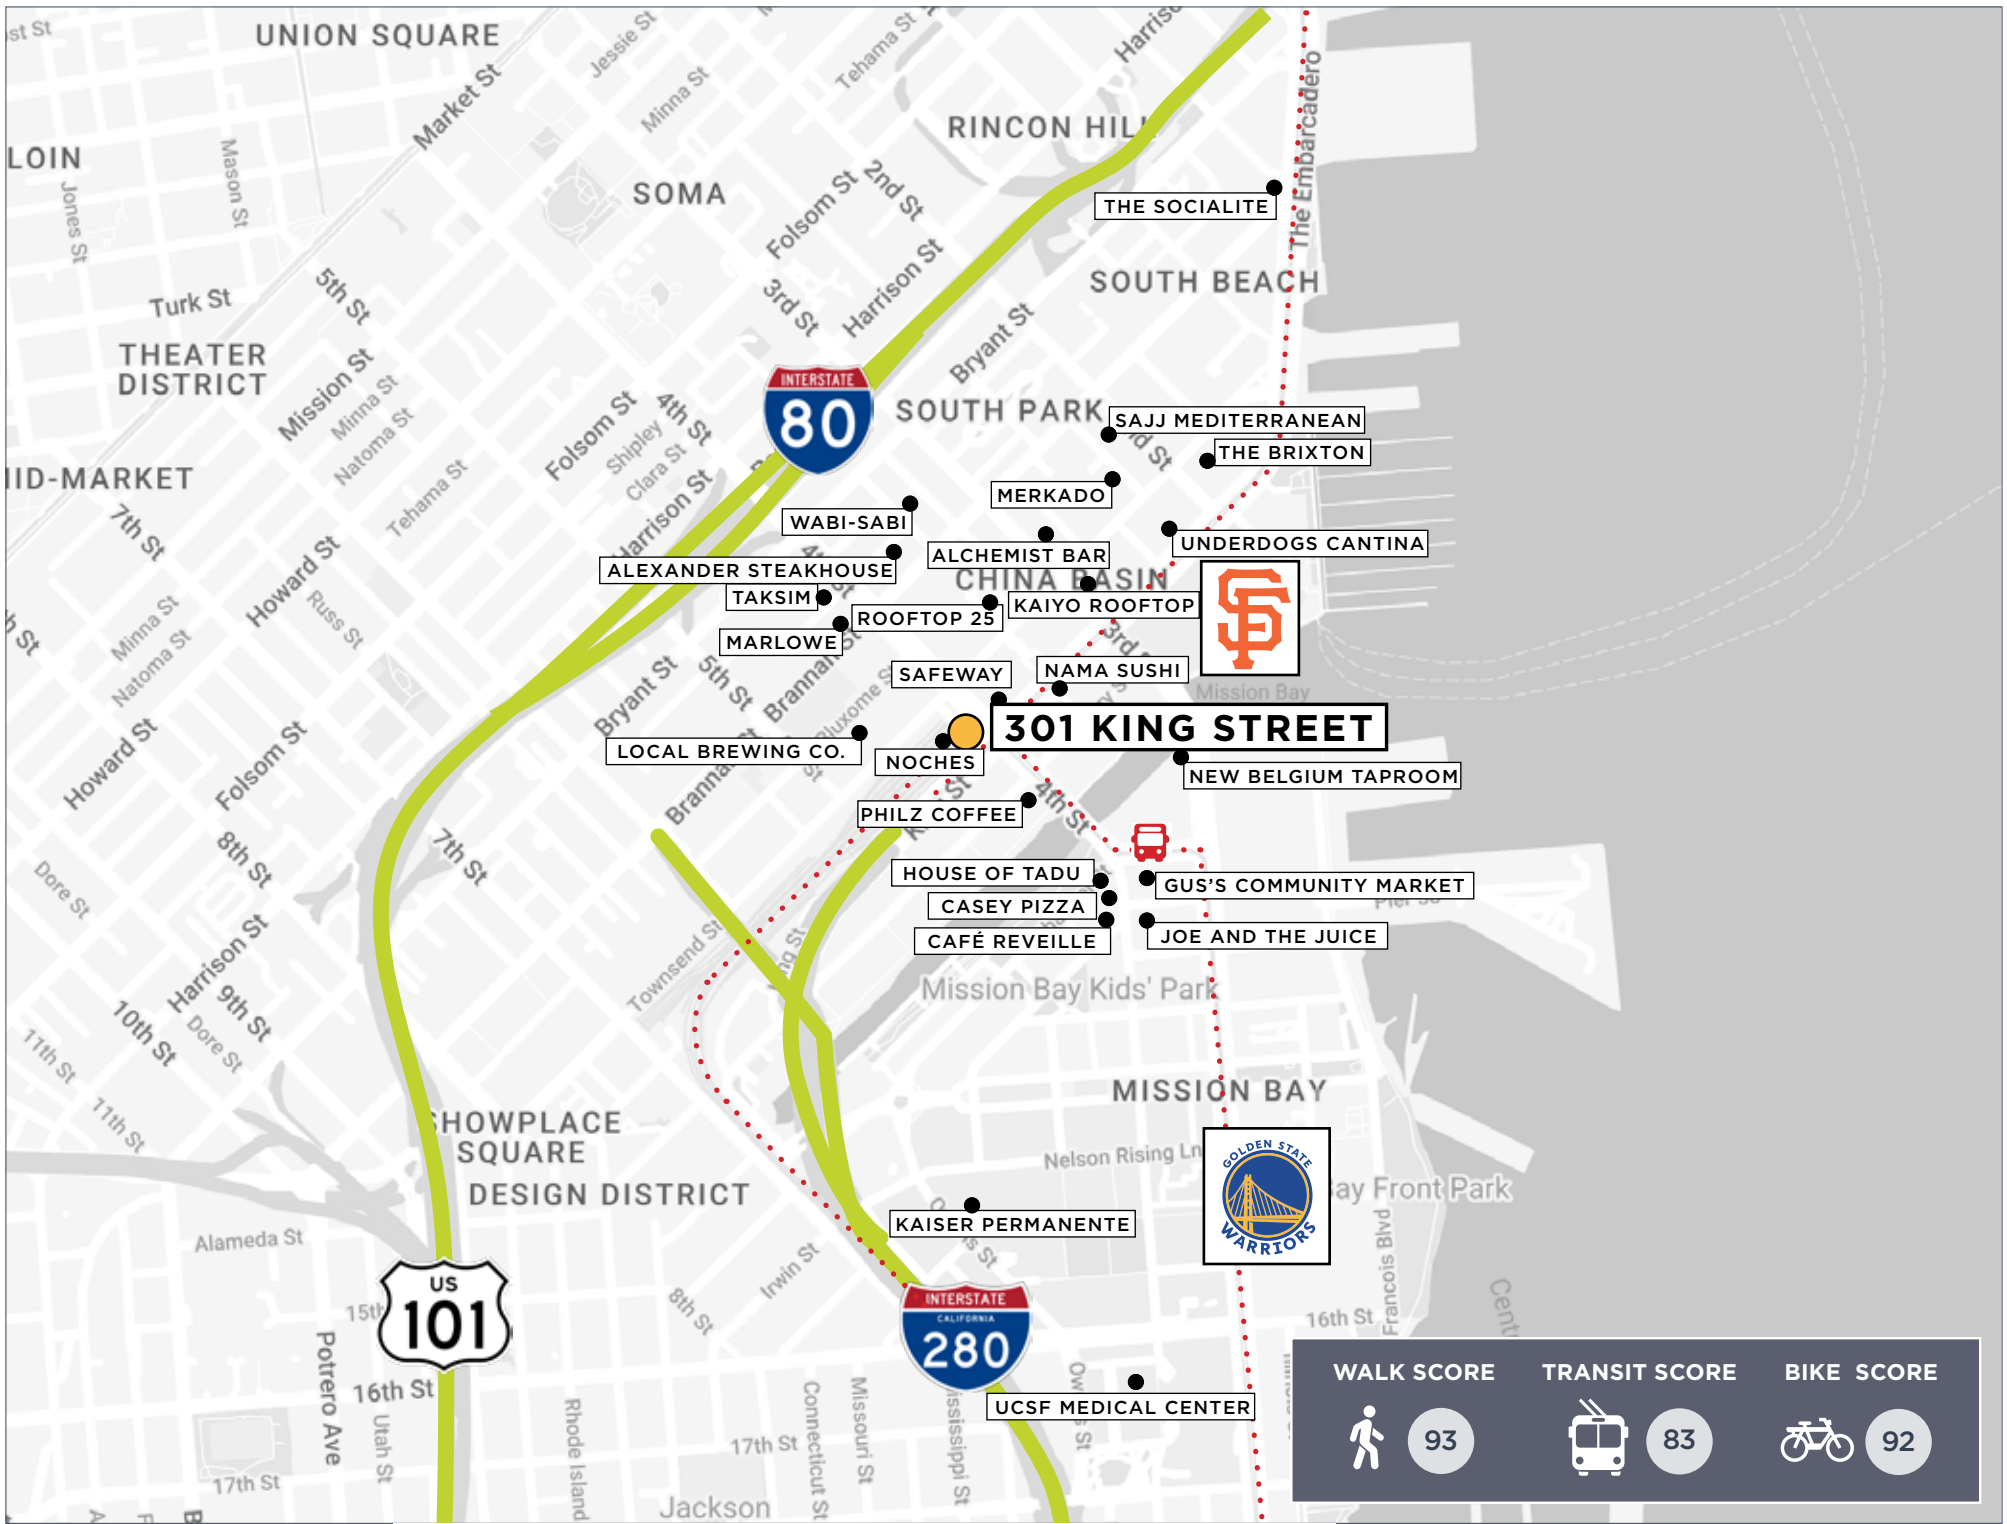 UNION SQUARE
Jessie St
Tehama St
Minna St
Market St
RINCON HILL
The Embarcadero
LOIN
Mason St
Jones St
SOMA
Folsom St
2nd St
THE SOCIALITE
Harrison St
3rd St
SOUTH BEACH
Turk St
5th St
Bryant St
THEATER
DISTRICT
Mission St
Minna St
Natoma St
INTERSTATE
80
SOUTH PARK
SAJJ MEDITERRANEAN
THE BRIXTON
Folsom St
4th St
Shipley
Clara St
Harrison St
MERKADO
Tehama St
7th St
WABI-SABI
ALCHEMIST BAR
UNDERDOGS CANTINA
Howard St
ALEXANDER STEAKHOUSE
CHINA BASIN
TAKSIM
ROOFTOP 25
KAIYO ROOFTOP
SF
Russ St
Minna St
Natoma St
MARLOWE
Bryant St
5th St
SAFEWAY
NAMA SUSHI
Mission Bay
301 KING STREET
Howard St
Folsom St
LOCAL BREWING CO.
NOCHES
NEW BELGIUM TAPROOM
PHILZ COFFEE
4th St
8th St
7th St
Dore St
HOUSE OF TADU
GUS'S COMMUNITY MARKET
CASEY PIZZA
CAFÉ REVEILLE
JOE AND THE JUICE
Townsend St
Harrison St
9th St
Mission Bay Kids' Park
10th St
Dore St
11th St
11th St
MISSION BAY
SHOWPLACE
SQUARE
DESIGN DISTRICT
Nelson Rising Ln
GOLDEN STATE
WARRIORS
Bay Front Park
KAISER PERMANENTE
Alameda St
Irwin St
US
101
8th St
INTERSTATE
CALIFORNIA
280
16th St
Francois Blvd
Potrero Ave
16th St
Utah St
Rhode Island
Connecticut St
Missouri St
UCSF MEDICAL CENTER
17th St
17th St
Jackson
WALK SCORE
TRANSIT SCORE
BIKE SCORE
93
83
92